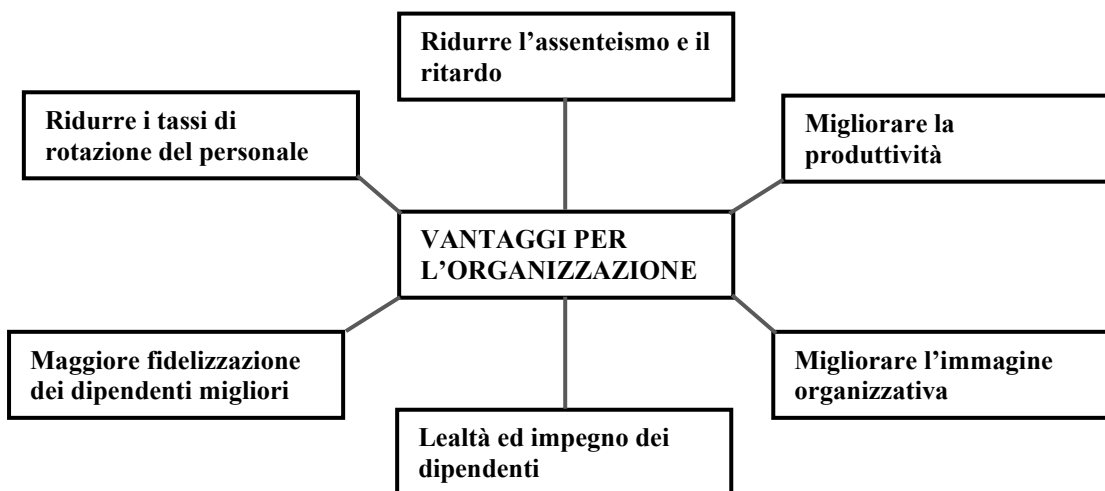 Ridurre l’assenteismo e il
ritardo
Ridurre i tassi di
rotazione del personale
Migliorare la
produttività
VANTAGGI PER
L’ORGANIZZAZIONE
Maggiore fidelizzazione
dei dipendenti migliori
Migliorare l’immagine
organizzativa
Lealtà ed impegno dei
dipendenti